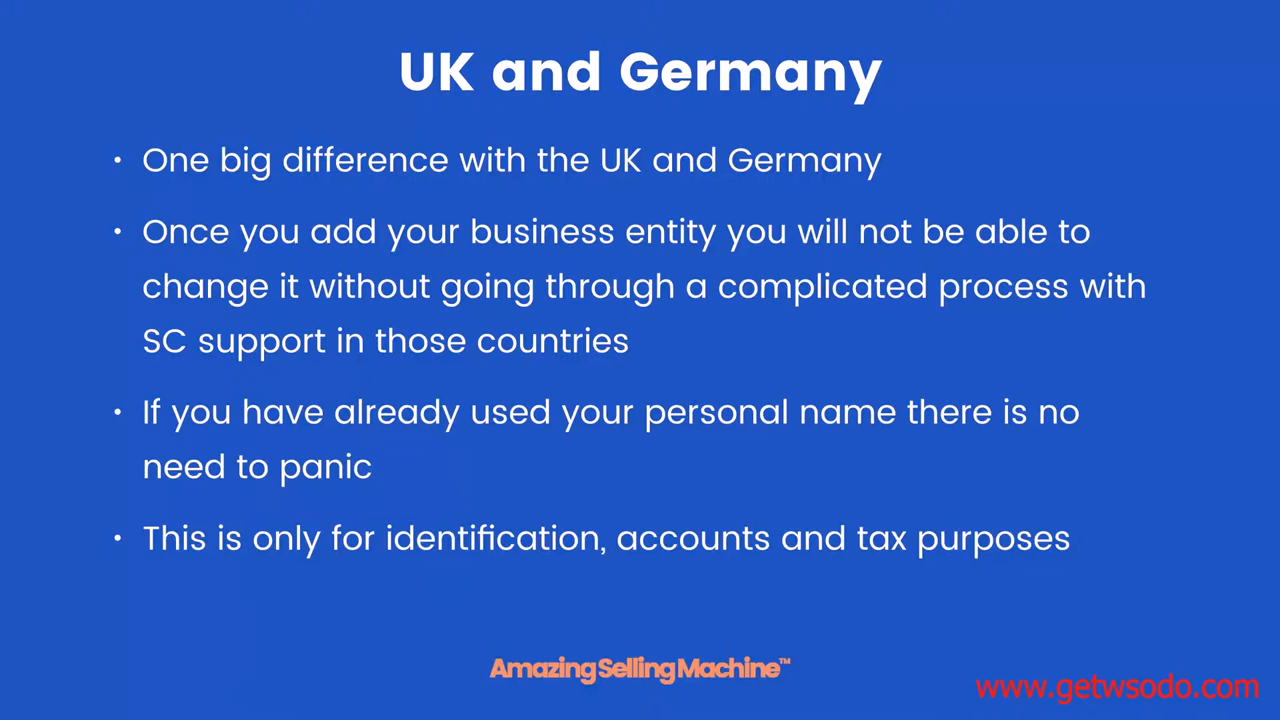 UK and Germany
• One big difference with the UK and Germany
• Once you add your business entity you will not be able to
change it without going through a complicated process with
SC support in those countries
• If you have already used your personal name there is no
need to panic
• This is only for identification, accounts and tax purposes
Amazing Selling Machine™
www.getwsodo.com